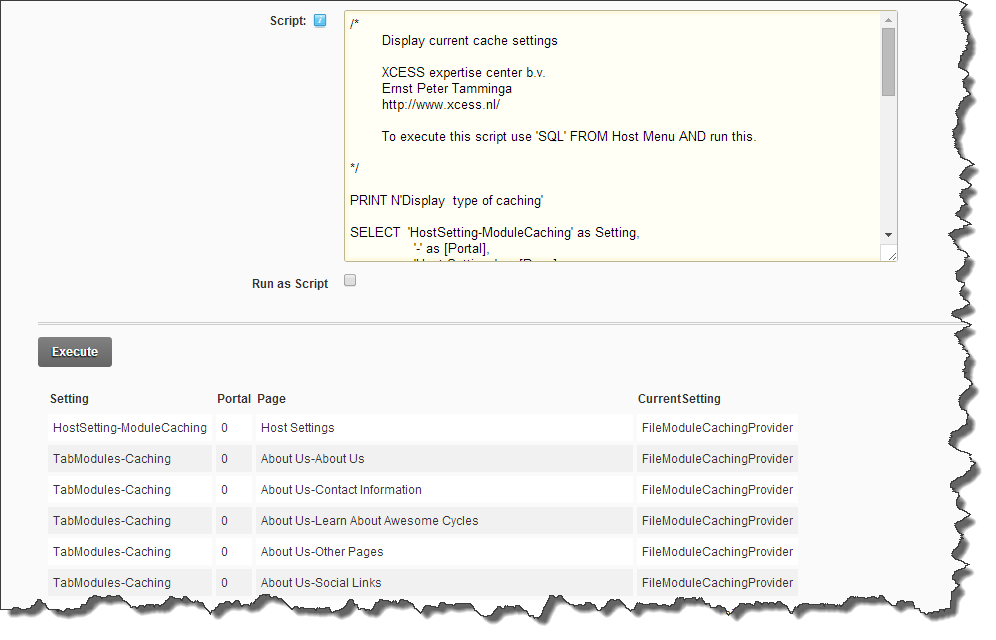 Script:
/*
Display current cache settings
XCESS expertise center b.v.
Ernst Peter Tamminga
http://www.xcess.nl/
To execute this script use 'SQL' FROM Host Menu AND run this.
*/
PRINT N'Display  type of caching'
SELECT  'HostSetting-ModuleCaching' as Setting,
'-' as [Portal],
Run as Script
Execute
Setting Portal Page CurrentSetting
HostSetting-ModuleCaching 0 Host Settings FileModuleCachingProvider
TabModules-Caching 0 About Us-About Us FileModuleCachingProvider
TabModules-Caching 0 About Us-Contact Information FileModuleCachingProvider
TabModules-Caching 0 About Us-Learn About Awesome Cycles FileModuleCachingProvider
TabModules-Caching 0 About Us-Other Pages FileModuleCachingProvider
TabModules-Caching 0 About Us-Social Links FileModuleCachingProvider